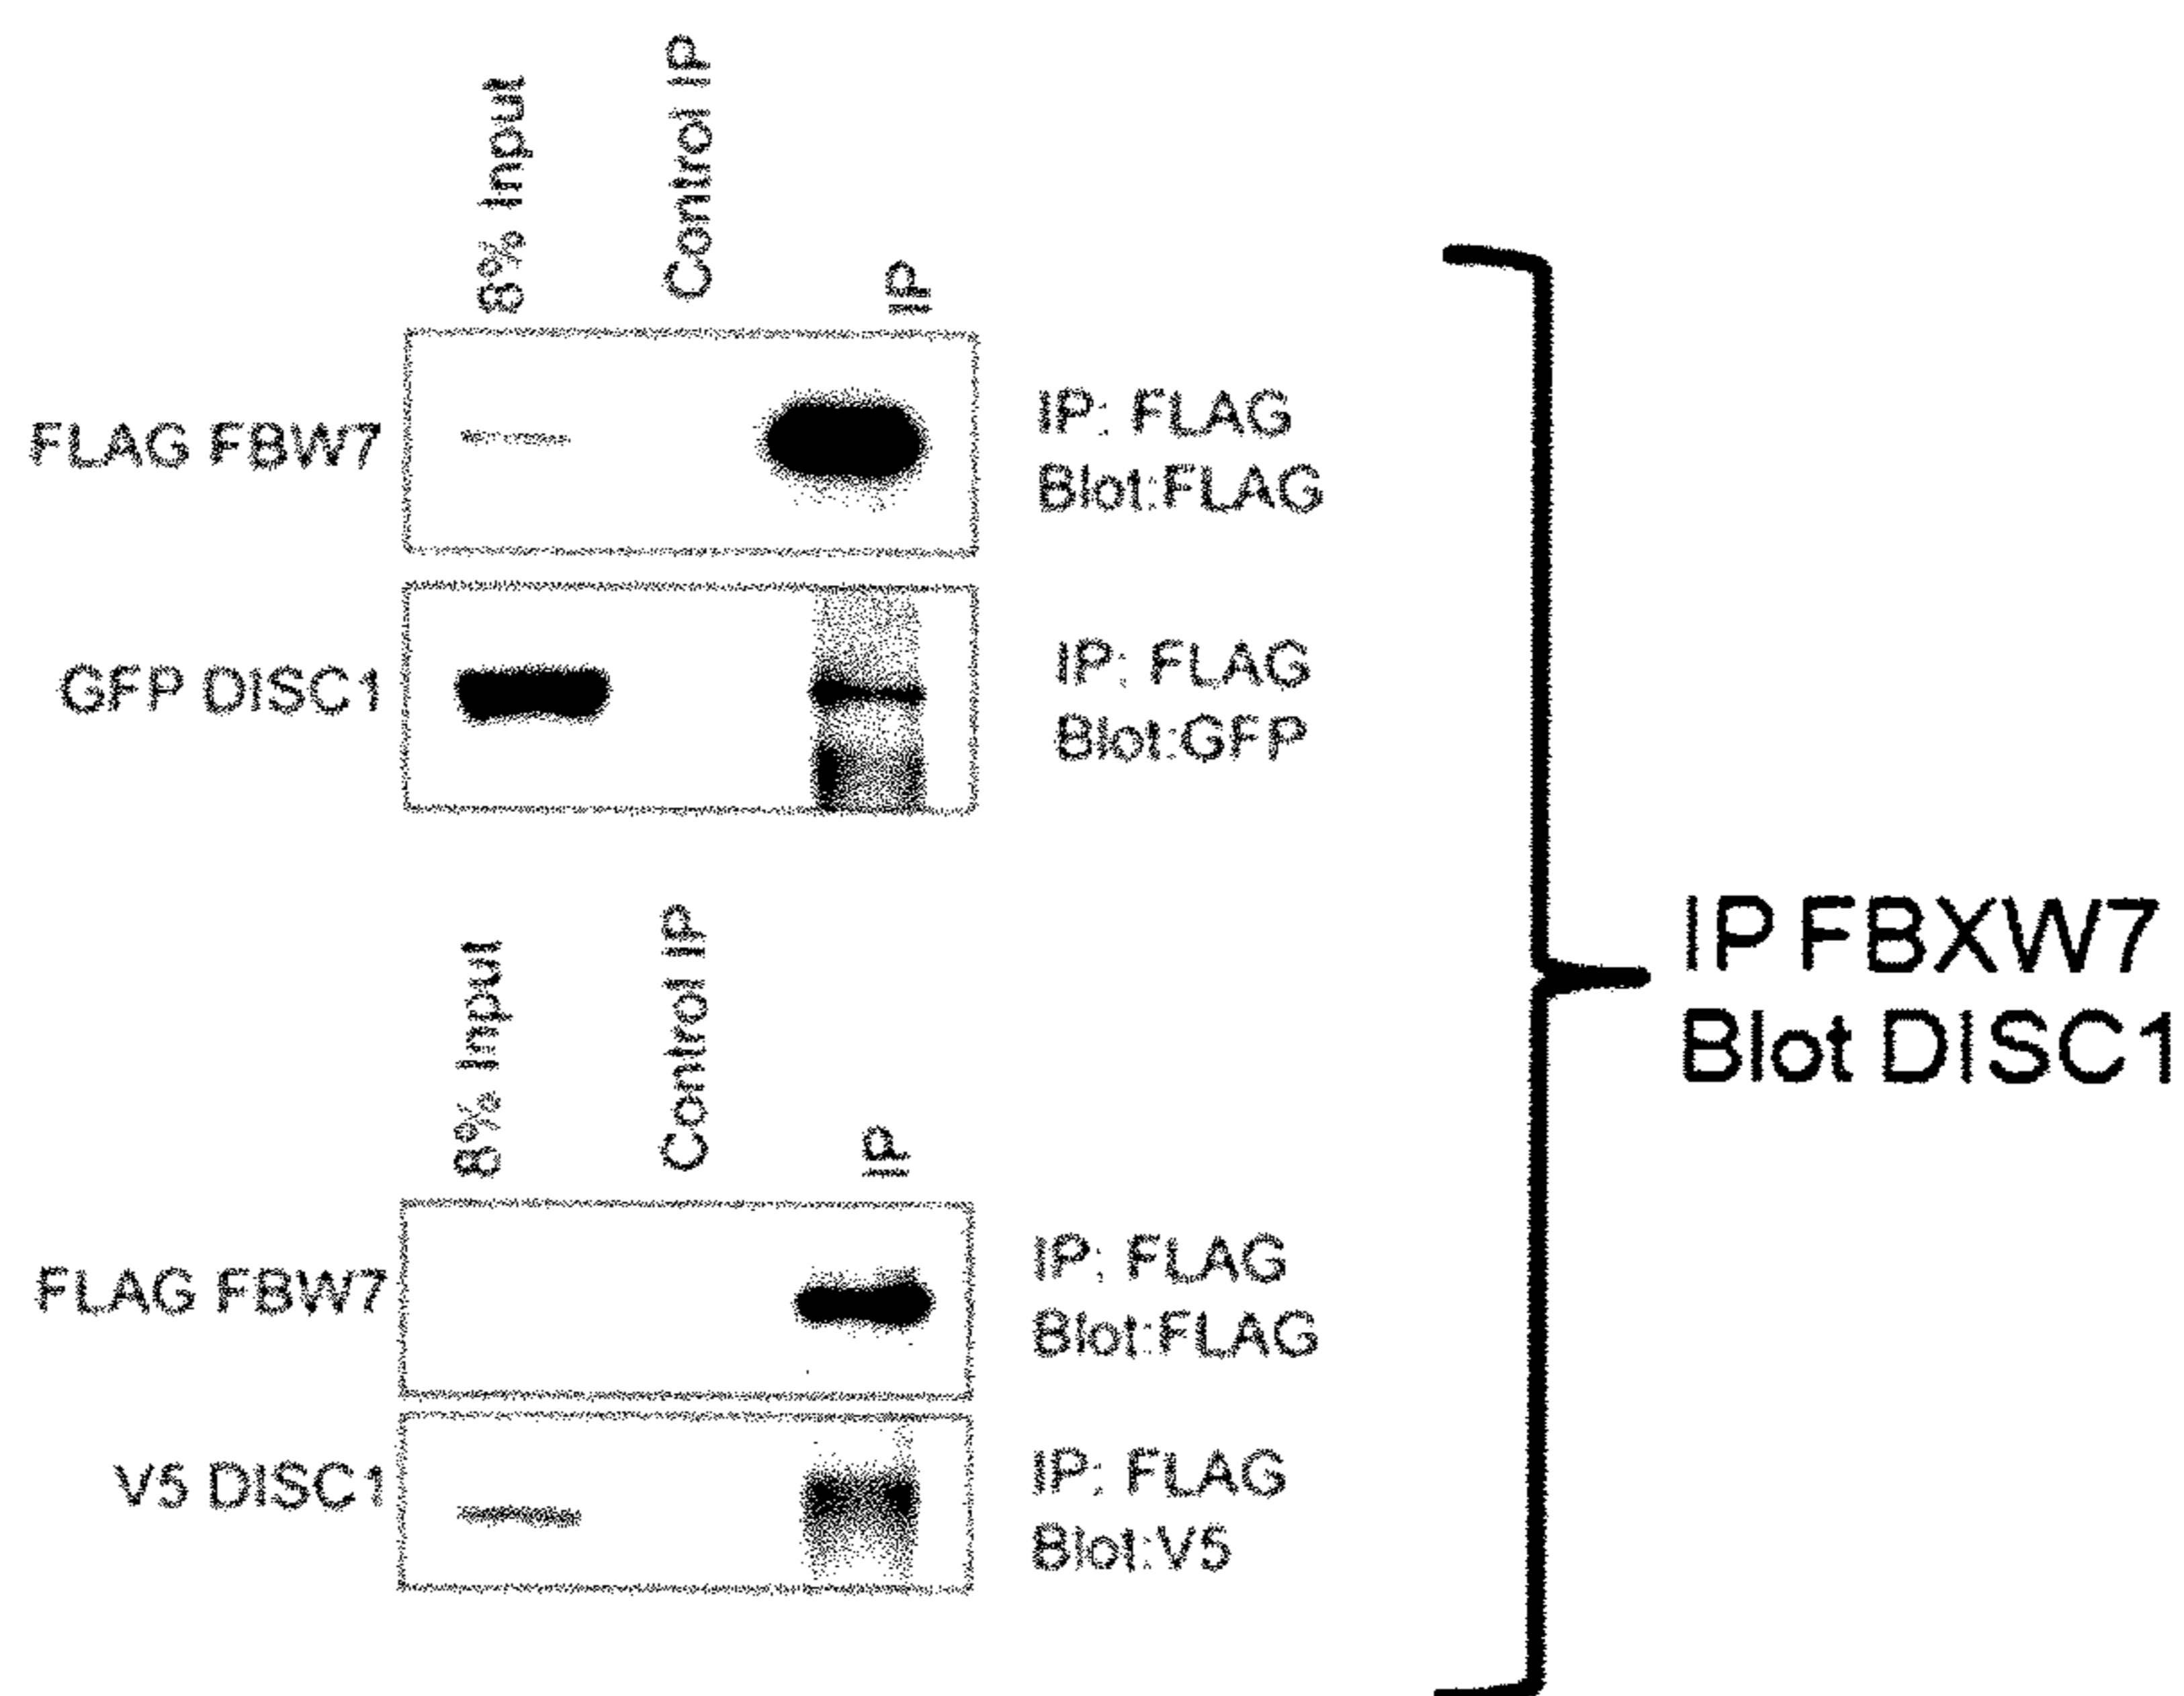 8% Input
Control IP
IP
FLAG FBW7
IP: FLAG
Blot:FLAG
GFP DISC1
IP: FLAG
Blot:GFP
IP FBXW7
Blot DISC1
8% Input
Control IP
IP
FLAG FBW7
IP: FLAG
Blot:FLAG
V5 DISC1
IP: FLAG
Blot:V5